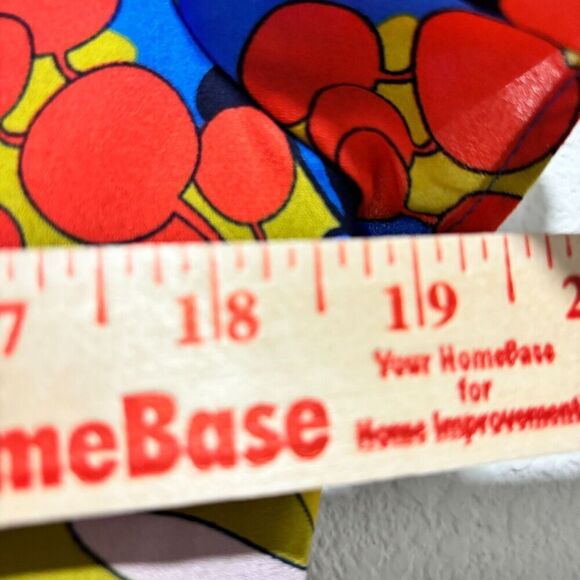 7 18 19 2
meBase
Your HomeBase
for
Home Improvement